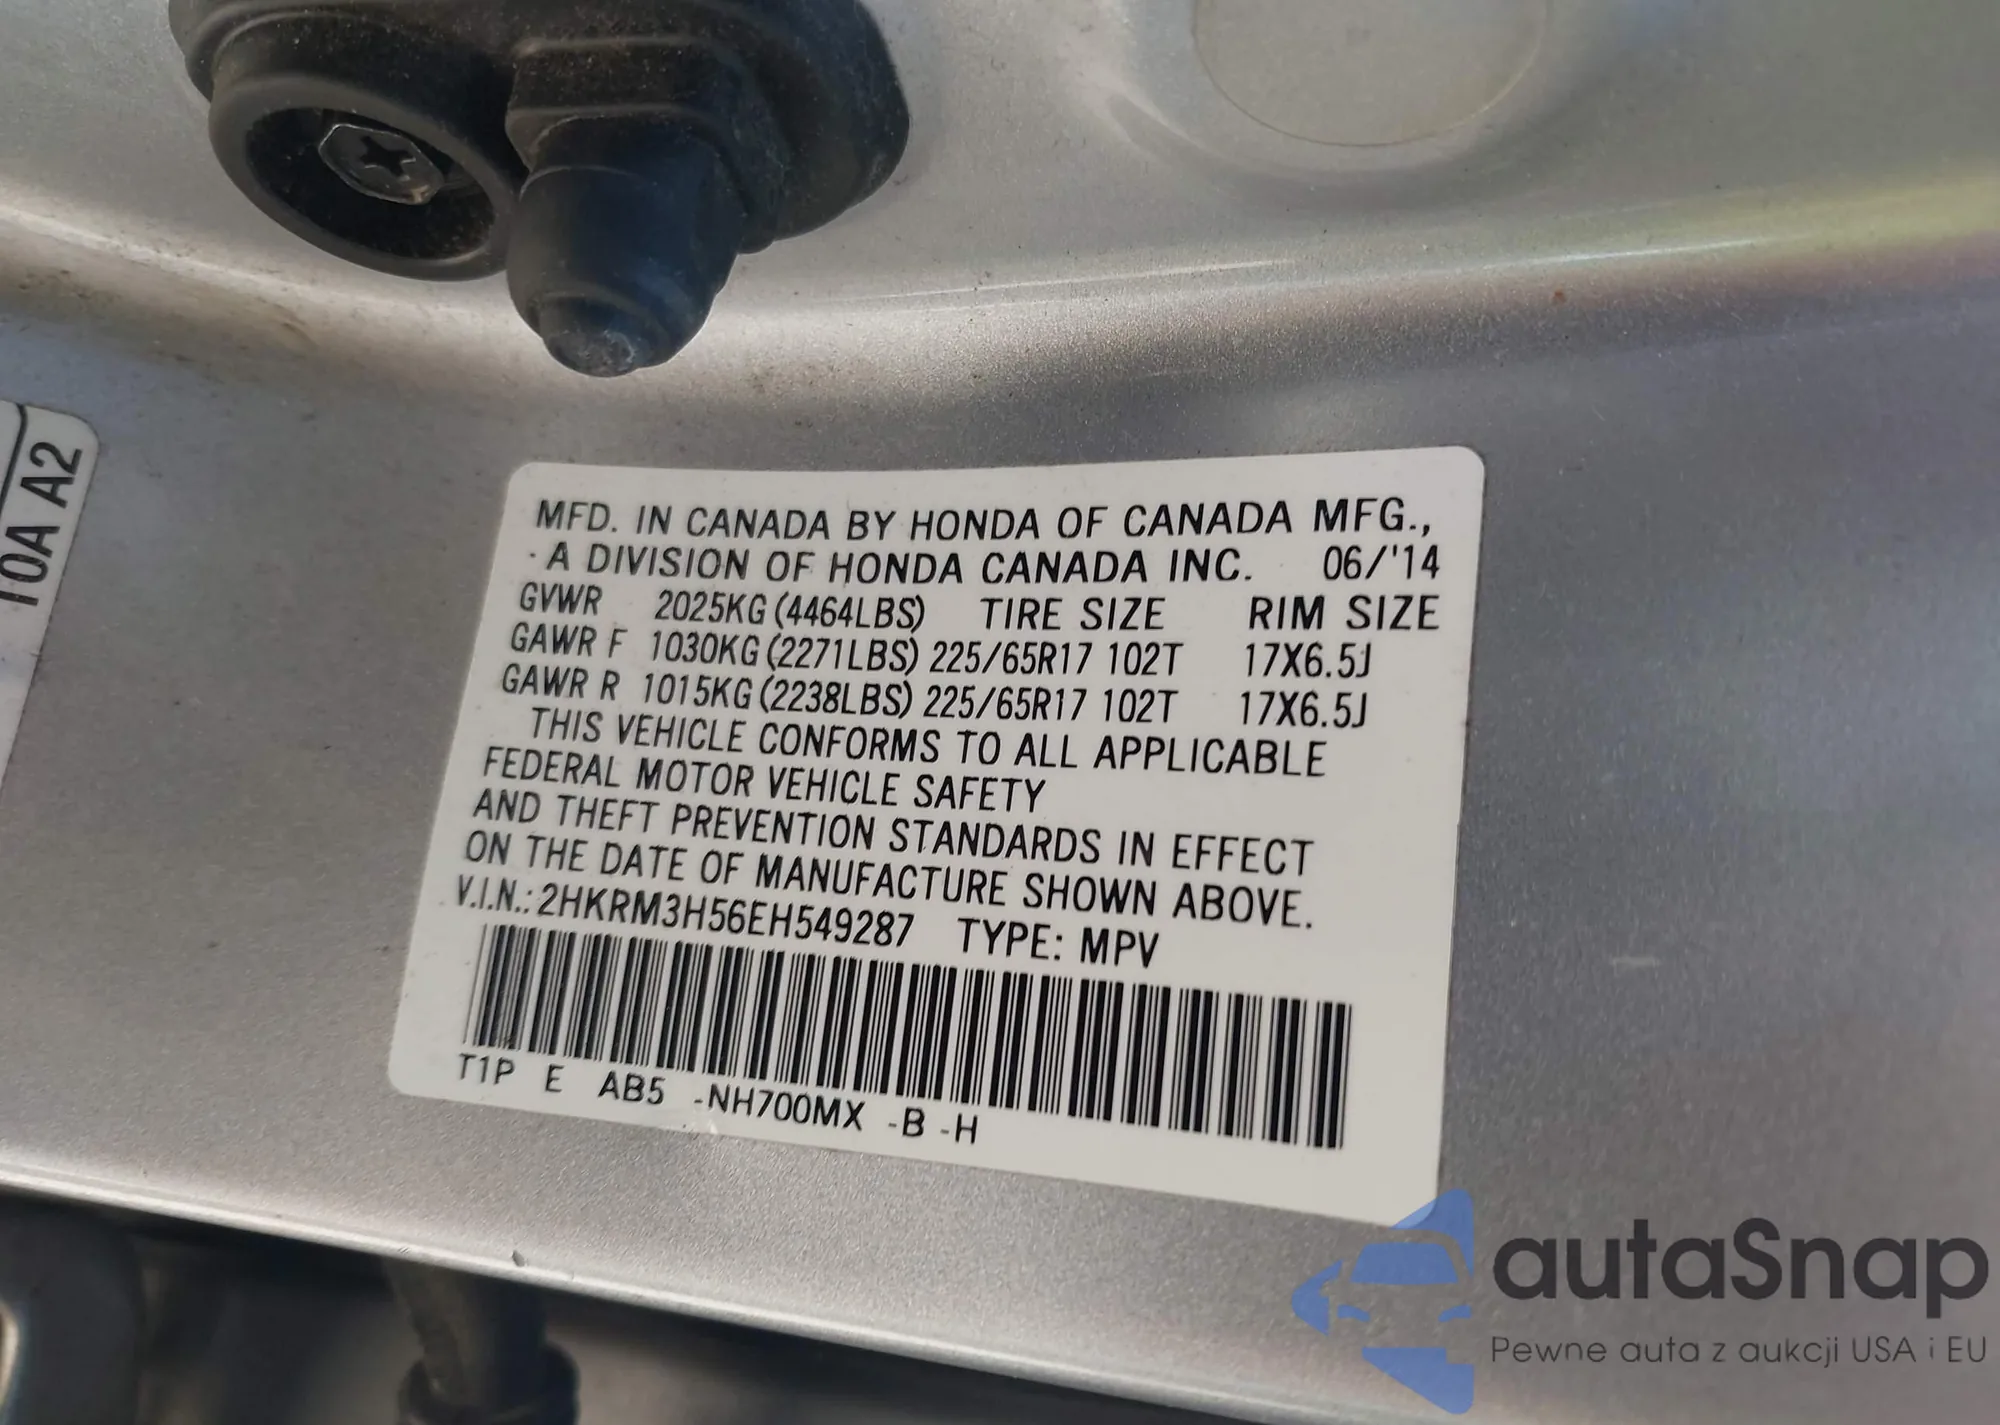 MFD. IN CANADA BY HONDA OF CANADA MFG.,
A DIVISION OF HONDA CANADA INC. 06/'14
GVWR 2025KG (4464LBS) TIRE SIZE RIM SIZE
GAWR F 1030KG (2271LBS) 225/65R17 102T 17X6.5J
GAWR R 1015KG (2238LBS) 225/65R17 102T 17X6.5J
THIS VEHICLE CONFORMS TO ALL APPLICABLE
FEDERAL MOTOR VEHICLE SAFETY
AND THEFT PREVENTION STANDARDS IN EFFECT
ON THE DATE OF MANUFACTURE SHOWN ABOVE.
V.I.N.: 2HKRM3H56EH549287 TYPE: MPV
T1P E AB5 -NH700MX -B -H
T0A A2
autaSnap
Pewne auta z aukcji USA i EU